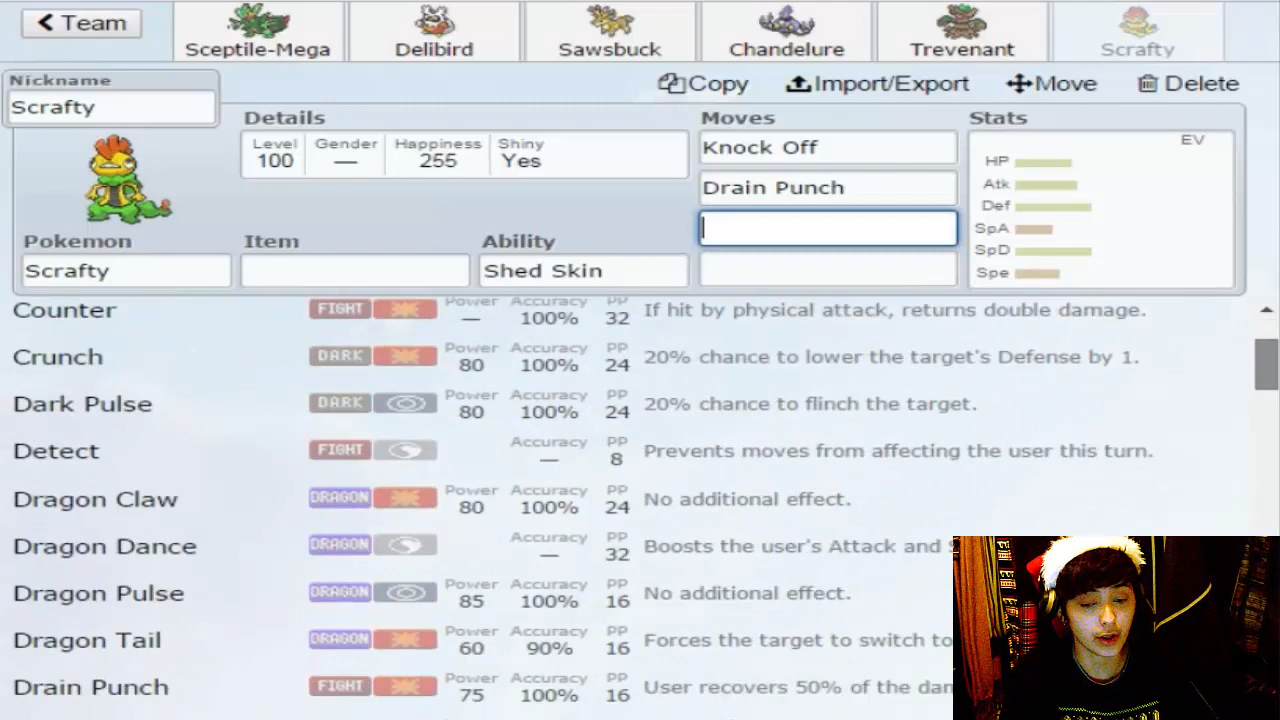 Team
Sceptile-Mega
Delibird
Sawsbuck
Chandelure
Trevenant
Scrafty
Nickname
Scrafty
Copy
Import/Export
Move
Delete
Details
Level 100
Gender —
Happiness 255
Shiny Yes
Moves
Knock Off
Drain Punch
Stats
EV
HP
Atk
Def
SpA
SpD
Spe
Pokemon
Scrafty
Item
Ability
Shed Skin
Counter FIGHT Power — Accuracy 100% PP 32 If hit by physical attack, returns double damage.
Crunch DARK Power 80 Accuracy 100% PP 24 20% chance to lower the target's Defense by 1.
Dark Pulse DARK Power 80 Accuracy 100% PP 24 20% chance to flinch the target.
Detect FIGHT Accuracy — PP 8 Prevents moves from affecting the user this turn.
Dragon Claw DRAGON Power 80 Accuracy 100% PP 24 No additional effect.
Dragon Dance DRAGON Accuracy — PP 32 Boosts the user's Attack and
Dragon Pulse DRAGON Power 85 Accuracy 100% PP 16 No additional effect.
Dragon Tail DRAGON Power 60 Accuracy 90% PP 16 Forces the target to switch to
Drain Punch FIGHT Power 75 Accuracy 100% PP 16 User recovers 50% of the